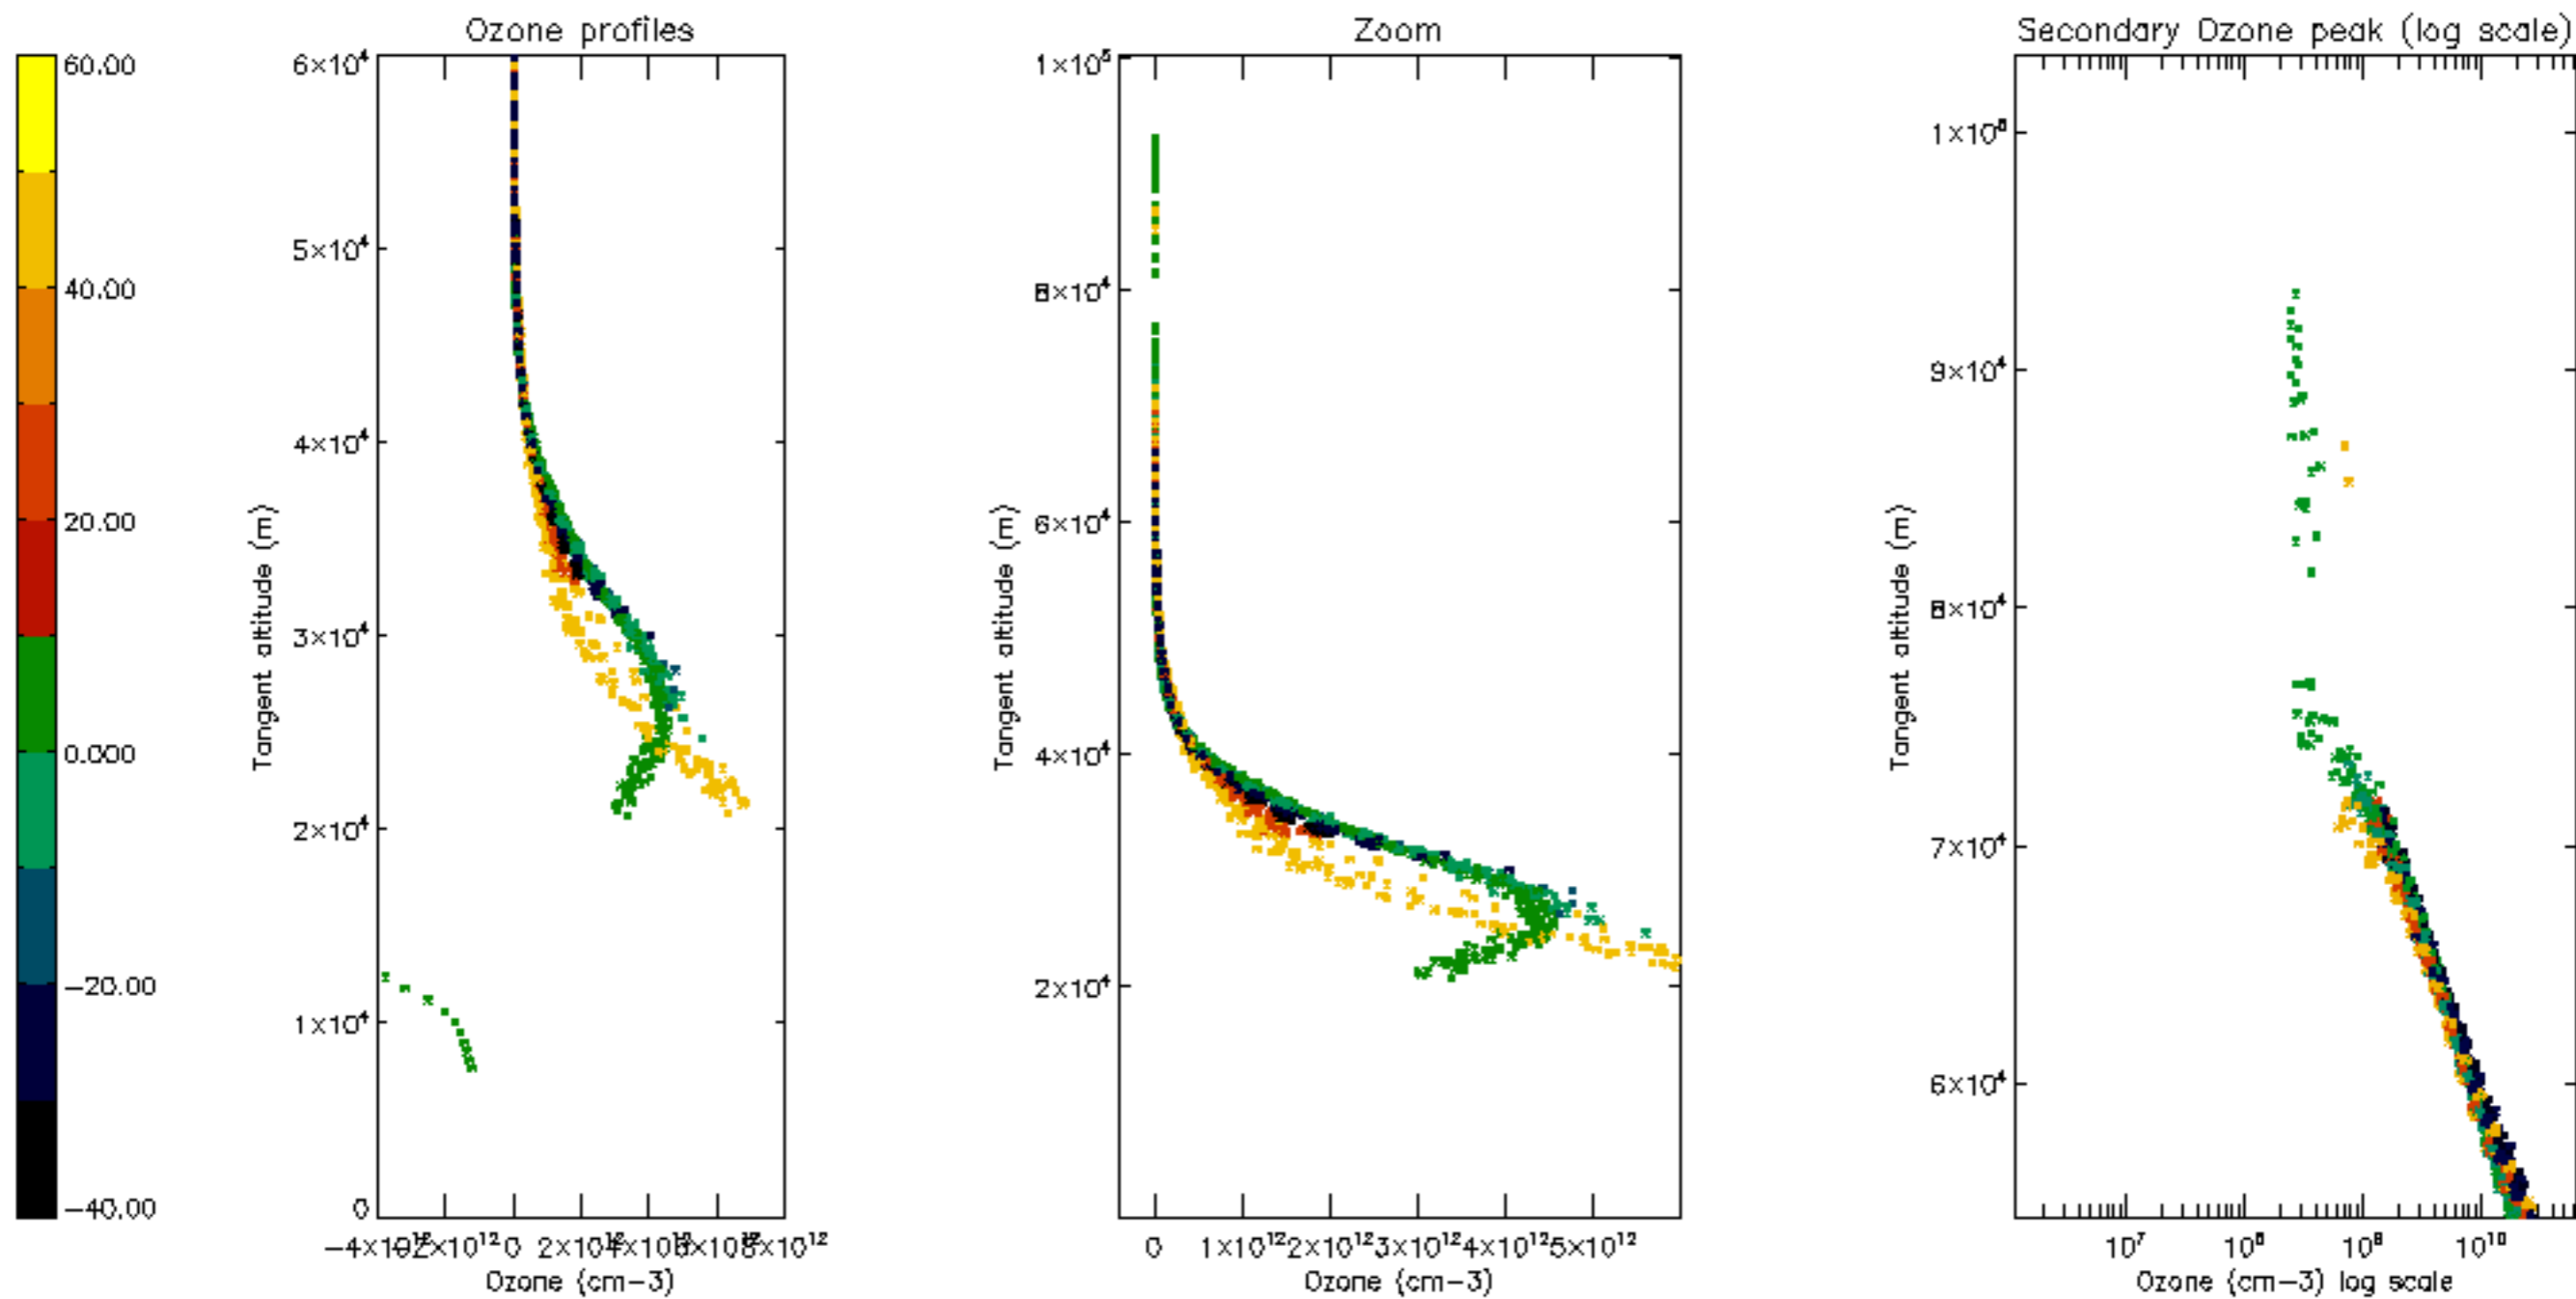 Ozone profiles
Zoom
Secondary Ozone peak (log scale)
60.00
40.00
20.00
0.000
−20.00
−40.00
6×10⁴
5×10⁴
4×10⁴
3×10⁴
2×10⁴
1×10⁴
0
Tangent altitude (m)
0
Ozone (cm−3)
1×10⁵
8×10⁴
6×10⁴
4×10⁴
2×10⁴
Tangent altitude (m)
0 1×10¹² 2×10¹² 3×10¹² 4×10¹² 5×10¹²
Ozone (cm−3)
9×10⁴
8×10⁴
7×10⁴
6×10⁴
Tangent altitude (m)
10⁷ 10⁸ 10⁹ 10¹⁰
Ozone (cm−3) log scale